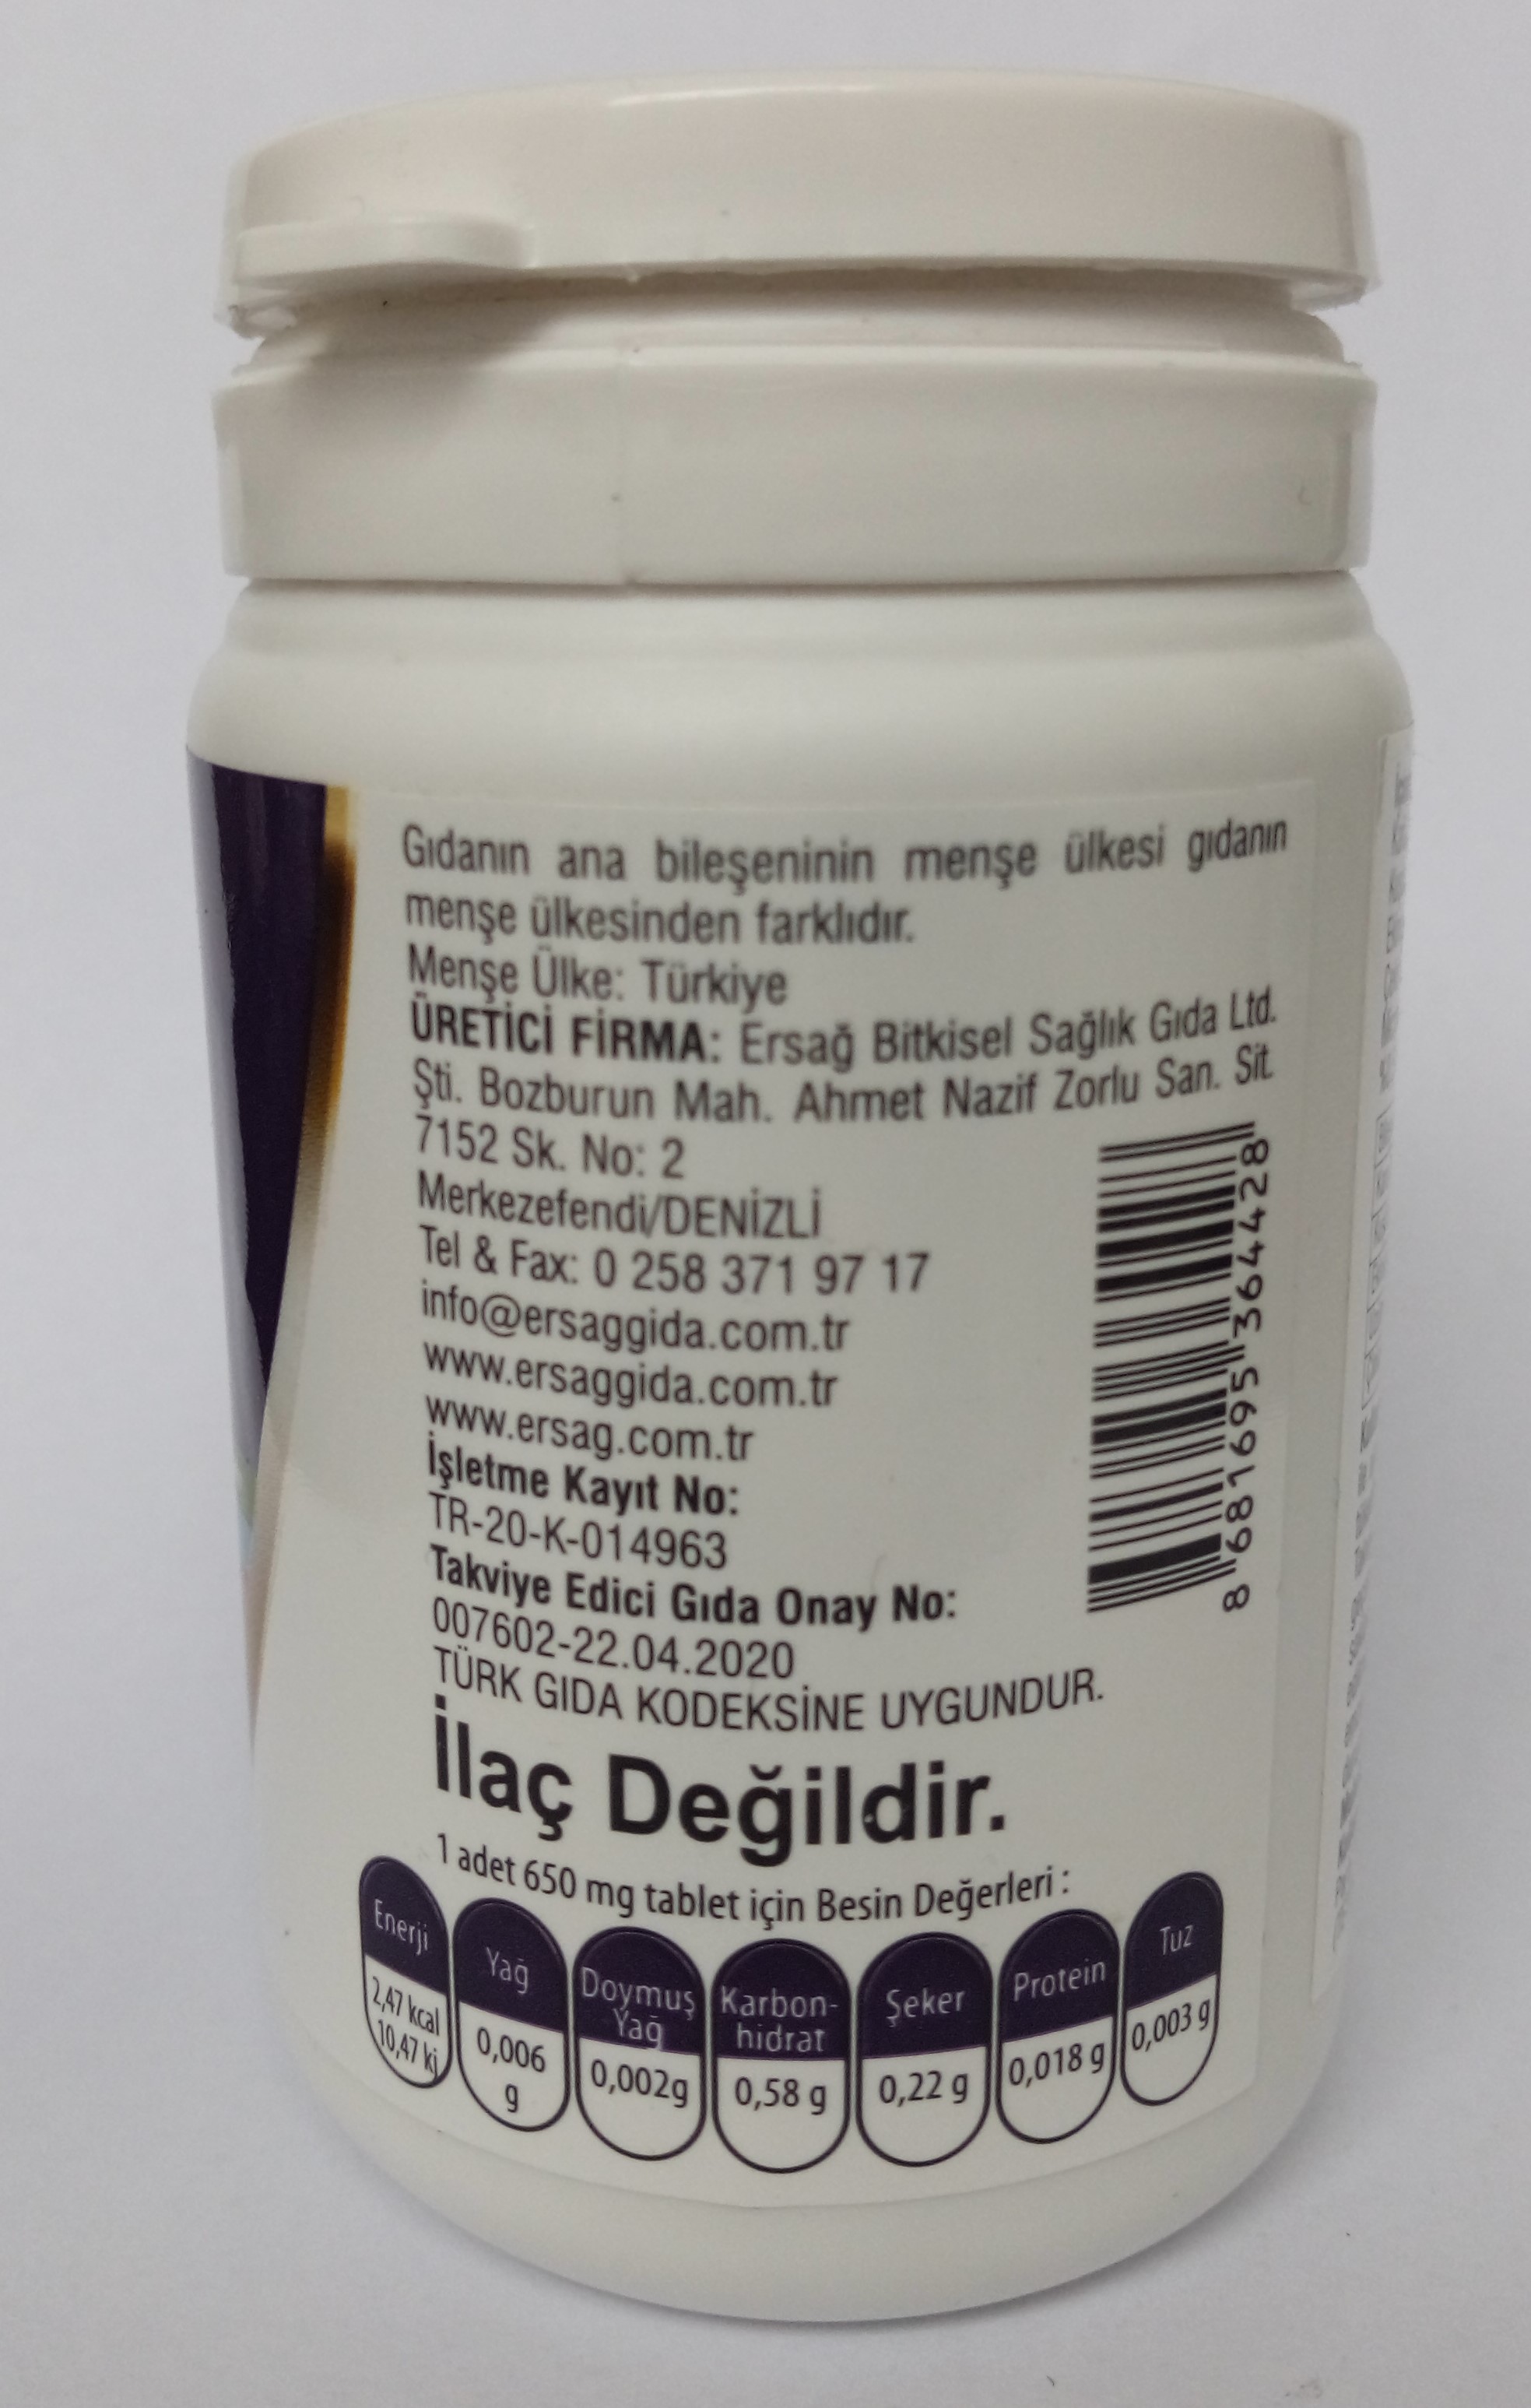 Gıdanın ana bileşeninin menşe ülkesi gıdanın
menşe ülkesinden farklıdır.
Menşe Ülke: Türkiye
ÜRETİCİ FİRMA: Ersağ Bitkisel Sağlık Gıda Ltd.
Şti. Bozburun Mah. Ahmet Nazif Zorlu San. Sit.
7152 Sk. No: 2
Merkezefendi/DENİZLİ
Tel & Fax: 0 258 371 97 17
info@ersaggida.com.tr
www.ersaggida.com.tr
www.ersag.com.tr
İşletme Kayıt No:
TR-20-K-014963
Takviye Edici Gıda Onay No:
007602-22.04.2020
TÜRK GIDA KODEKSİNE UYGUNDUR.
8 681695 364428
İlaç Değildir.
1 adet 650 mg tablet için Besin Değerleri :
Enerji
2,47 kcal
10,47 kj
Yağ
0,006
g
Doymuş
Yağ
0,002g
Karbon-
hidrat
0,58 g
Şeker
0,22 g
Protein
0,018 g
Tuz
0,003 g